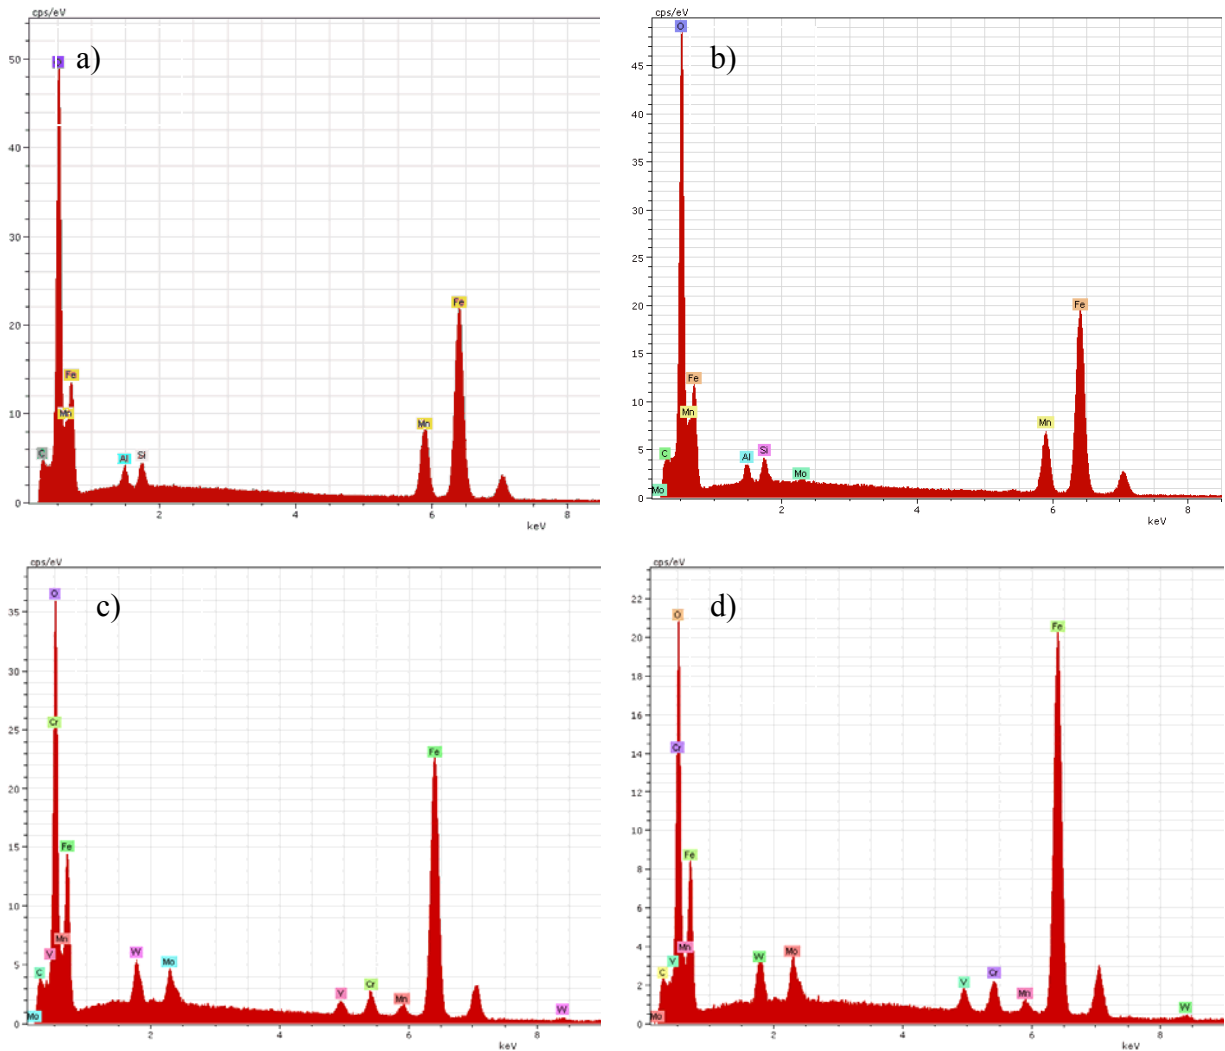 cps/eV
a)
50
40
30
20
10
0
O
Fe
Mn
C
Al
Si
Mn
Fe
2
4
6
8
keV
cps/eV
b)
45
40
35
30
25
20
15
10
5
0
O
Fe
Mn
C
Mo
Al
Si
Mo
Mn
Fe
2
4
6
8
keV
cps/eV
c)
35
30
25
20
15
10
5
0
O
Cr
Fe
Mn
V
C
Mo
W
Mo
V
Cr
Mn
Fe
W
2
4
6
8
keV
cps/eV
d)
22
20
18
16
14
12
10
8
6
4
2
0
O
Cr
Fe
Mn
V
C
Mo
W
Mo
V
Cr
Mn
Fe
W
2
4
6
8
keV